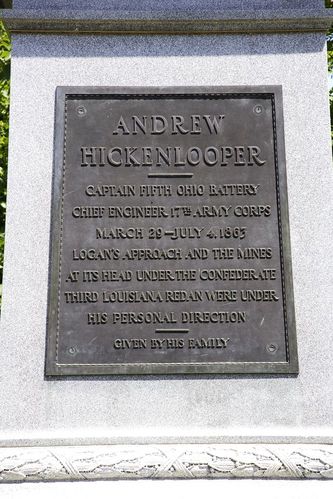 ANDREW
HICKENLOOPER
CAPTAIN FIFTH OHIO BATTERY
CHIEF ENGINEER 17TH ARMY CORPS
MARCH 29—JULY 4, 1863
LOGAN'S APPROACH AND THE MINES
AT ITS HEAD UNDER THE CONFEDERATE
THIRD LOUISIANA REDAN WERE UNDER
HIS PERSONAL DIRECTION
GIVEN BY HIS FAMILY